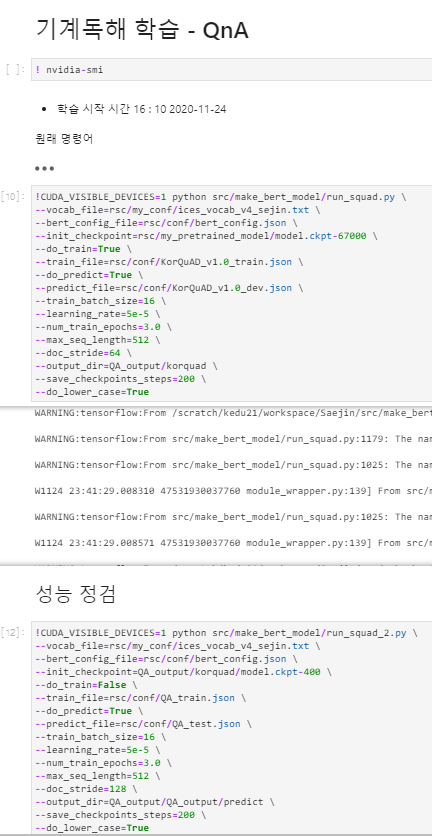 기계독해 학습 - QnA
[ ]: ! nvidia-smi
• 학습 시작 시간 16 : 10 2020-11-24
원래 명령어
•••
[10]: !CUDA_VISIBLE_DEVICES=1 python src/make_bert_model/run_squad.py \
--vocab_file=rsc/my_conf/ices_vocab_v4_sejin.txt \
--bert_config_file=rsc/conf/bert_config.json \
--init_checkpoint=rsc/my_pretrained_model/model.ckpt-67000 \
--do_train=True \
--train_file=rsc/conf/KorQuAD_v1.0_train.json \
--do_predict=True \
--predict_file=rsc/conf/KorQuAD_v1.0_dev.json \
--train_batch_size=16 \
--learning_rate=5e-5 \
--num_train_epochs=3.0 \
--max_seq_length=512 \
--doc_stride=64 \
--output_dir=QA_output/korquad \
--save_checkpoints_steps=200 \
--do_lower_case=True
WARNING:tensorflow:From /scratch/kedu21/workspace/Saejin/src/make_bert
WARNING:tensorflow:From src/make_bert_model/run_squad.py:1179: The nam
WARNING:tensorflow:From src/make_bert_model/run_squad.py:1025: The nam
W1124 23:41:29.008310 47531930037760 module_wrapper.py:139] From src/m
WARNING:tensorflow:From src/make_bert_model/run_squad.py:1025: The nam
W1124 23:41:29.008571 47531930037760 module_wrapper.py:139] From src/m
성능 정검
[12]: !CUDA_VISIBLE_DEVICES=1 python src/make_bert_model/run_squad_2.py \
--vocab_file=rsc/my_conf/ices_vocab_v4_sejin.txt \
--bert_config_file=rsc/conf/bert_config.json \
--init_checkpoint=QA_output/korquad/model.ckpt-400 \
--do_train=False \
--train_file=rsc/conf/QA_train.json \
--do_predict=True \
--predict_file=rsc/conf/QA_test.json \
--train_batch_size=16 \
--learning_rate=5e-5 \
--num_train_epochs=3.0 \
--max_seq_length=512 \
--doc_stride=128 \
--output_dir=QA_output/QA_output/predict \
--save_checkpoints_steps=200 \
--do_lower_case=True